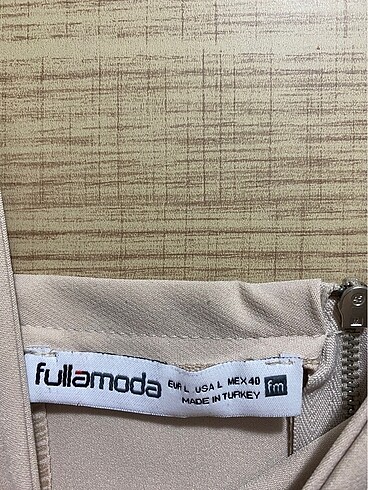 fullamoda
EUR L USA L MEX 40
MADE IN TURKEY
fm